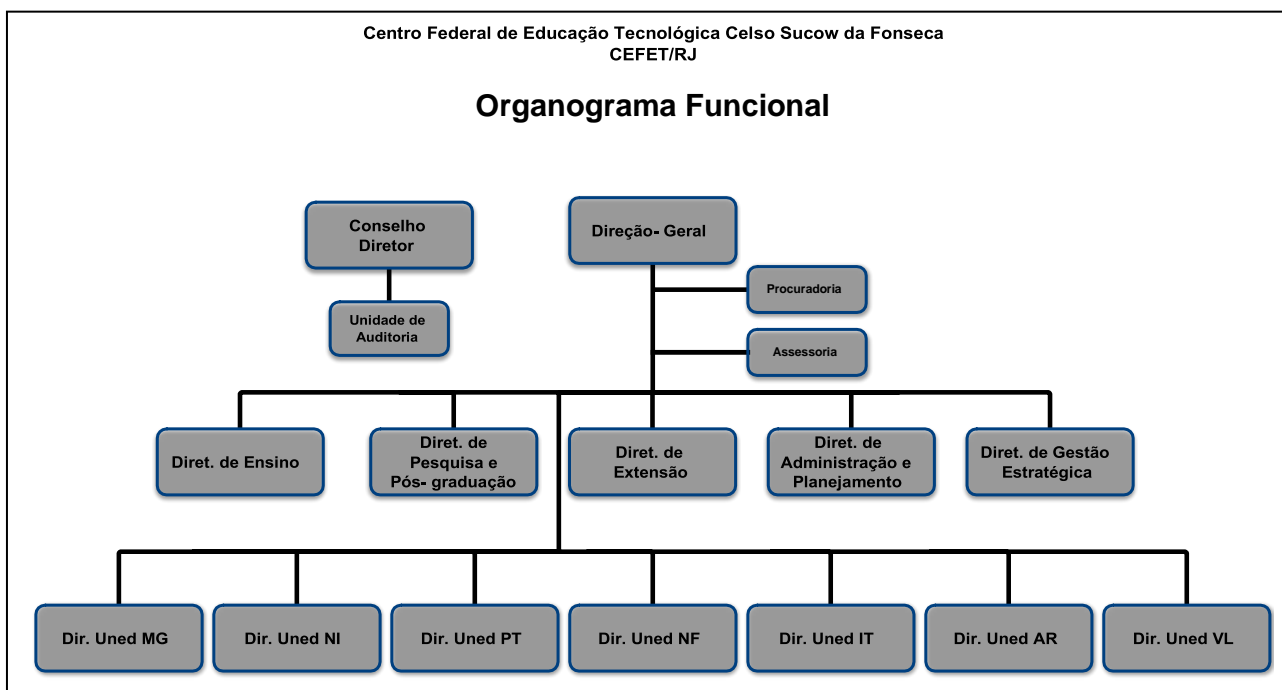 Centro Federal de Educação Tecnológica Celso Sucow da Fonseca
CEFET/RJ
Organograma Funcional
Conselho
Diretor
Direção- Geral
Procuradoria
Unidade de
Auditoria
Assessoria
Diret. de Ensino
Diret. de
Pesquisa e
Pós- graduação
Diret. de
Extensão
Diret. de
Administração e
Planejamento
Diret. de Gestão
Estratégica
Dir. Uned MG
Dir. Uned NI
Dir. Uned PT
Dir. Uned NF
Dir. Uned IT
Dir. Uned AR
Dir. Uned VL